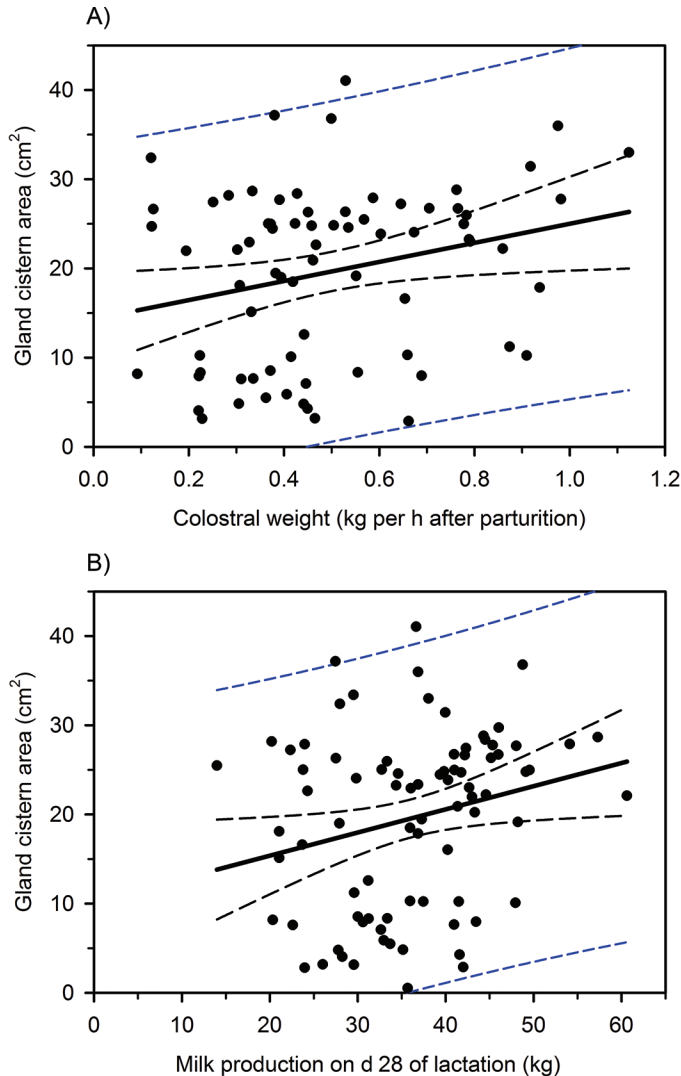 A)
40
30
20
10
0
Gland cistern area (cm²)
0.0 0.2 0.4 0.6 0.8 1.0 1.2
Colostral weight (kg per h after parturition)
B)
40
30
20
10
0
Gland cistern area (cm²)
0 10 20 30 40 50 60
Milk production on d 28 of lactation (kg)